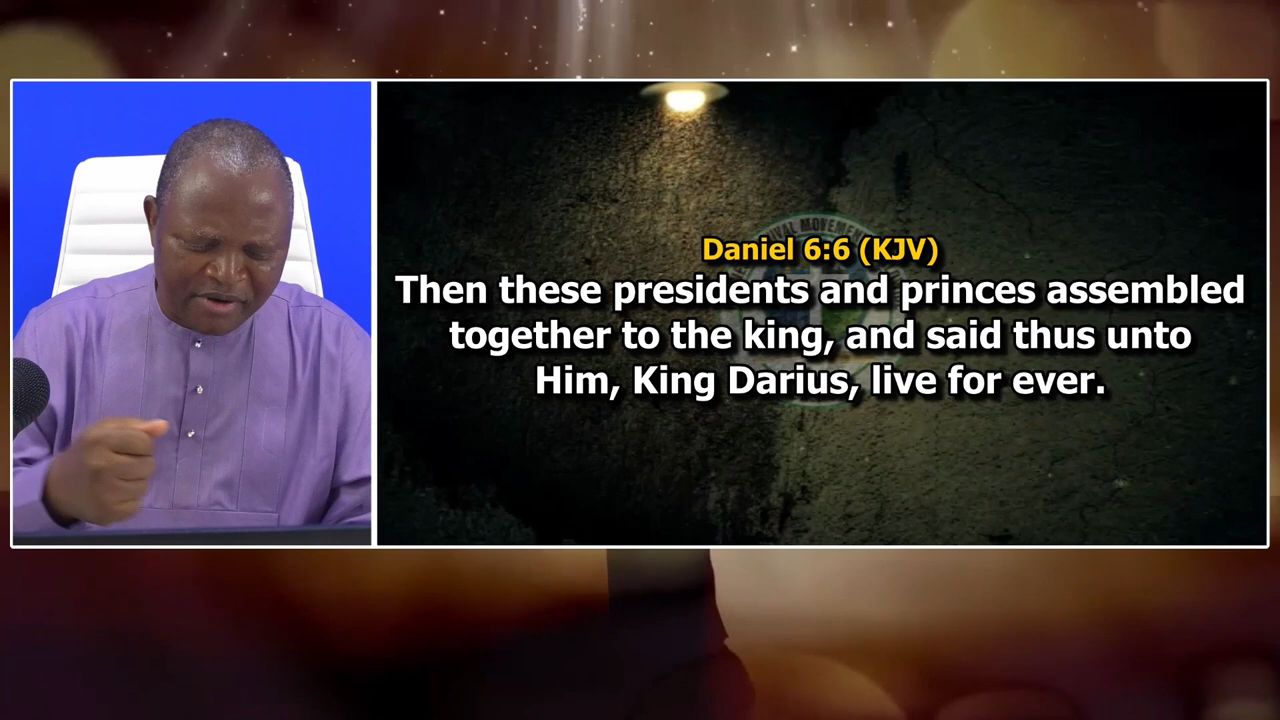 Daniel 6:6 (KJV)
Then these presidents and princes assembled
together to the king, and said thus unto
Him, King Darius, live for ever.